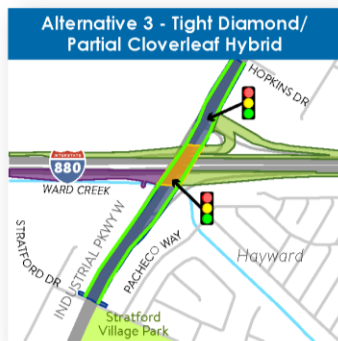 Alternative 3 - Tight Diamond/
Partial Cloverleaf Hybrid
HOPKINS DR
INTERSTATE
880
WARD CREEK
STRATFORD DR
INDUSTRIAL PKWY W
PACHECO WAY
Hayward
Stratford
Village Park